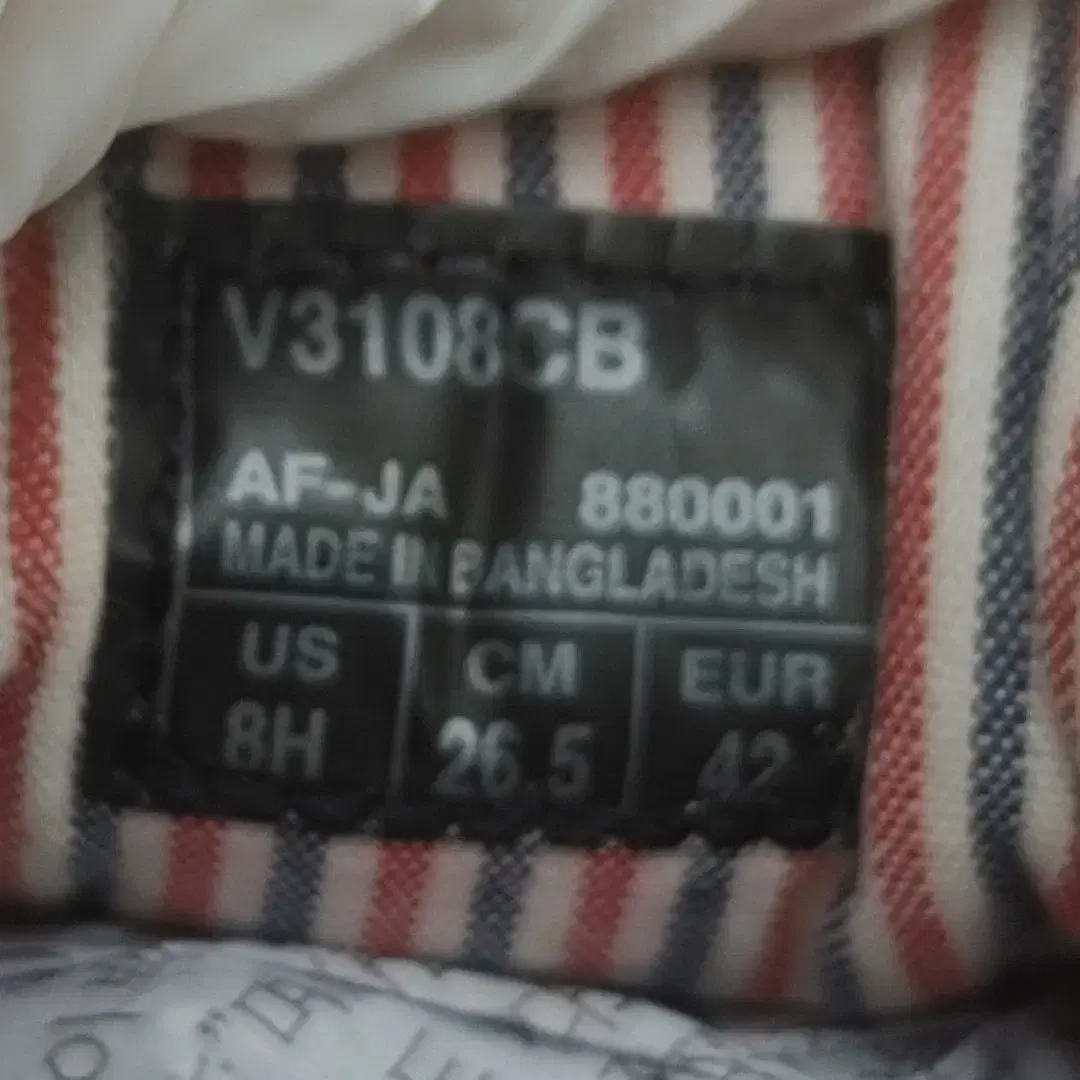 V3108CB
AF-JA 880001
MADE IN BANGLADESH
US CM EUR
8H 26.5 42